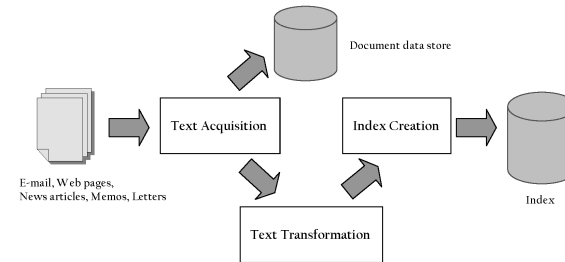 Document data store
Text Acquisition
Index Creation
E-mail, Web pages,
News articles, Memos, Letters
Index
Text Transformation